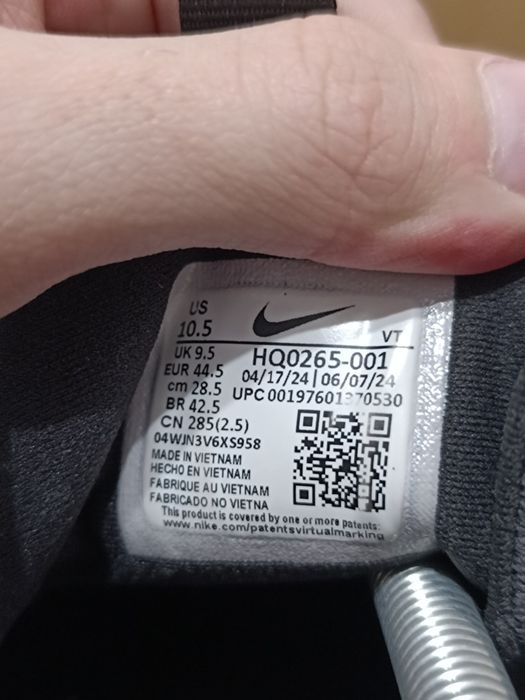 US
10.5
VT
UK 9.5
EUR 44.5
cm 28.5
BR 42.5
CN 285(2.5)
HQ0265-001
04/17/24 | 06/07/24
UPC 00197601370530
04WJN3V6XS958
MADE IN VIETNAM
HECHO EN VIETNAM
FABRIQUE AU VIETNAM
FABRICADO NO VIETNA
This product is covered by one or more patents:
www.nike.com/patentsvirtualmarking